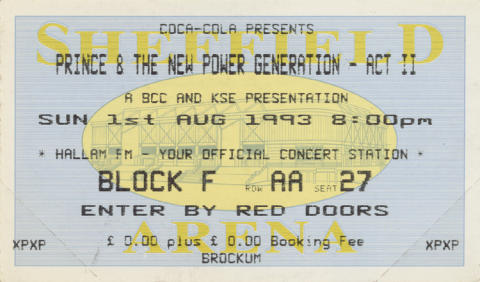 COCA-COLA PRESENTS
SHEFFIELD
PRINCE & THE NEW POWER GENERATION - ACT II
A BCC AND KSE PRESENTATION
SUN 1st AUG 1993 8:00pm
* HALLAM FM - YOUR OFFICIAL CONCERT STATION *
BLOCK F ROW AA SEAT 27
ENTER BY RED DOORS
ARENA
XPXP £ 0.00 plus £ 0.00 Booking Fee XPXP
BROCKUM